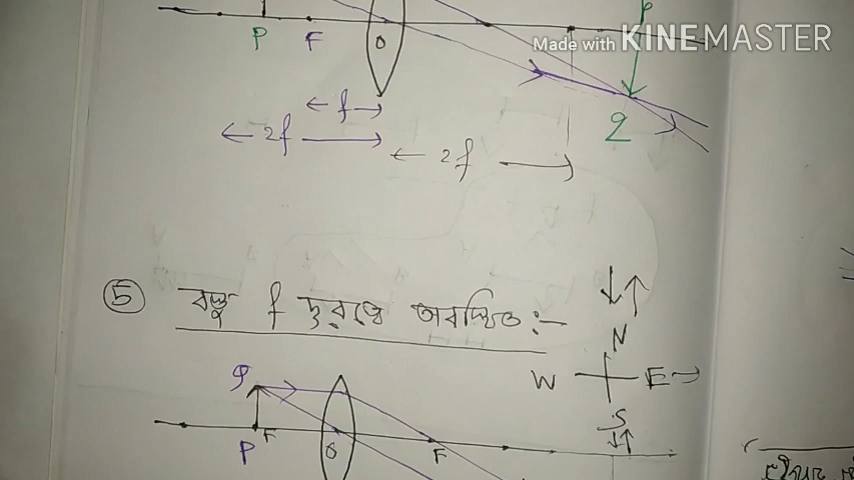 P F O p
Made with KINEMASTER
Q
← f →
← 2f →
← 2f →
⑤ বস্তু f দূরত্বে অবস্থিত :-
↓↑
N
W E →
S
↓↑
Q
P F O F